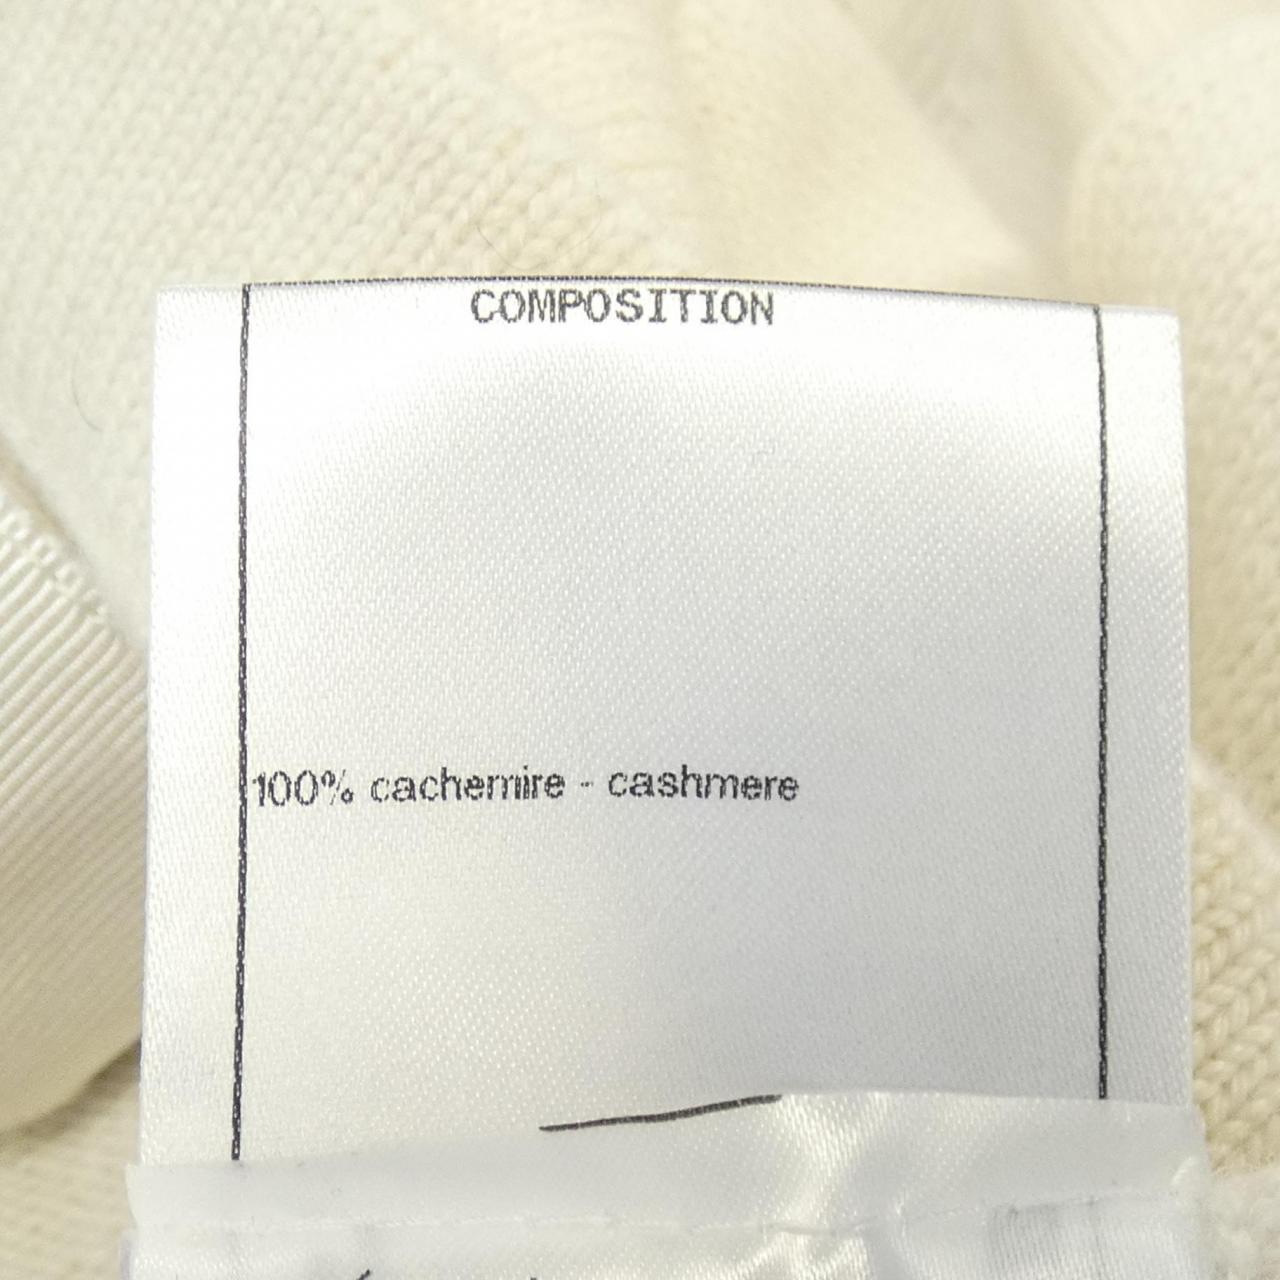 COMPOSITION
100% cachemire - cashmere